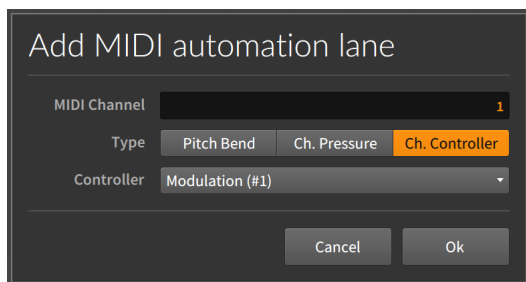 Add MIDI automation lane
MIDI Channel 1
Type Pitch Bend Ch. Pressure Ch. Controller
Controller Modulation (#1)
Cancel Ok